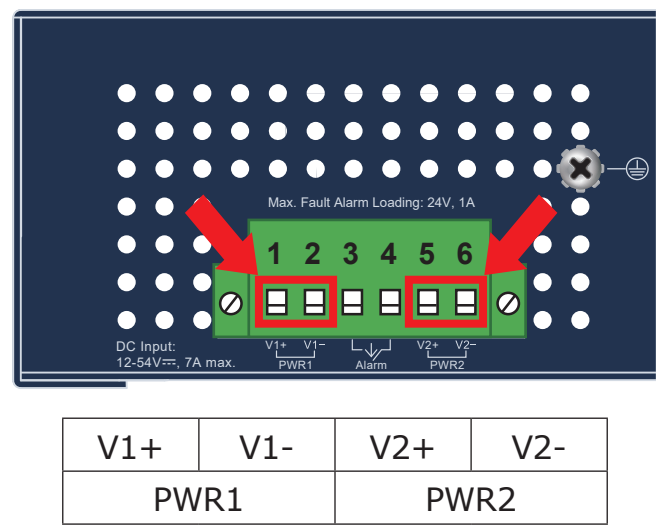 Max. Fault Alarm Loading: 24V, 1A
1 2 3 4 5 6
V1+ V1- V2+ V2-
PWR1 Alarm PWR2
DC Input:
12-54V⎓, 7A max.
V1+ V1- V2+ V2-
PWR1 PWR2